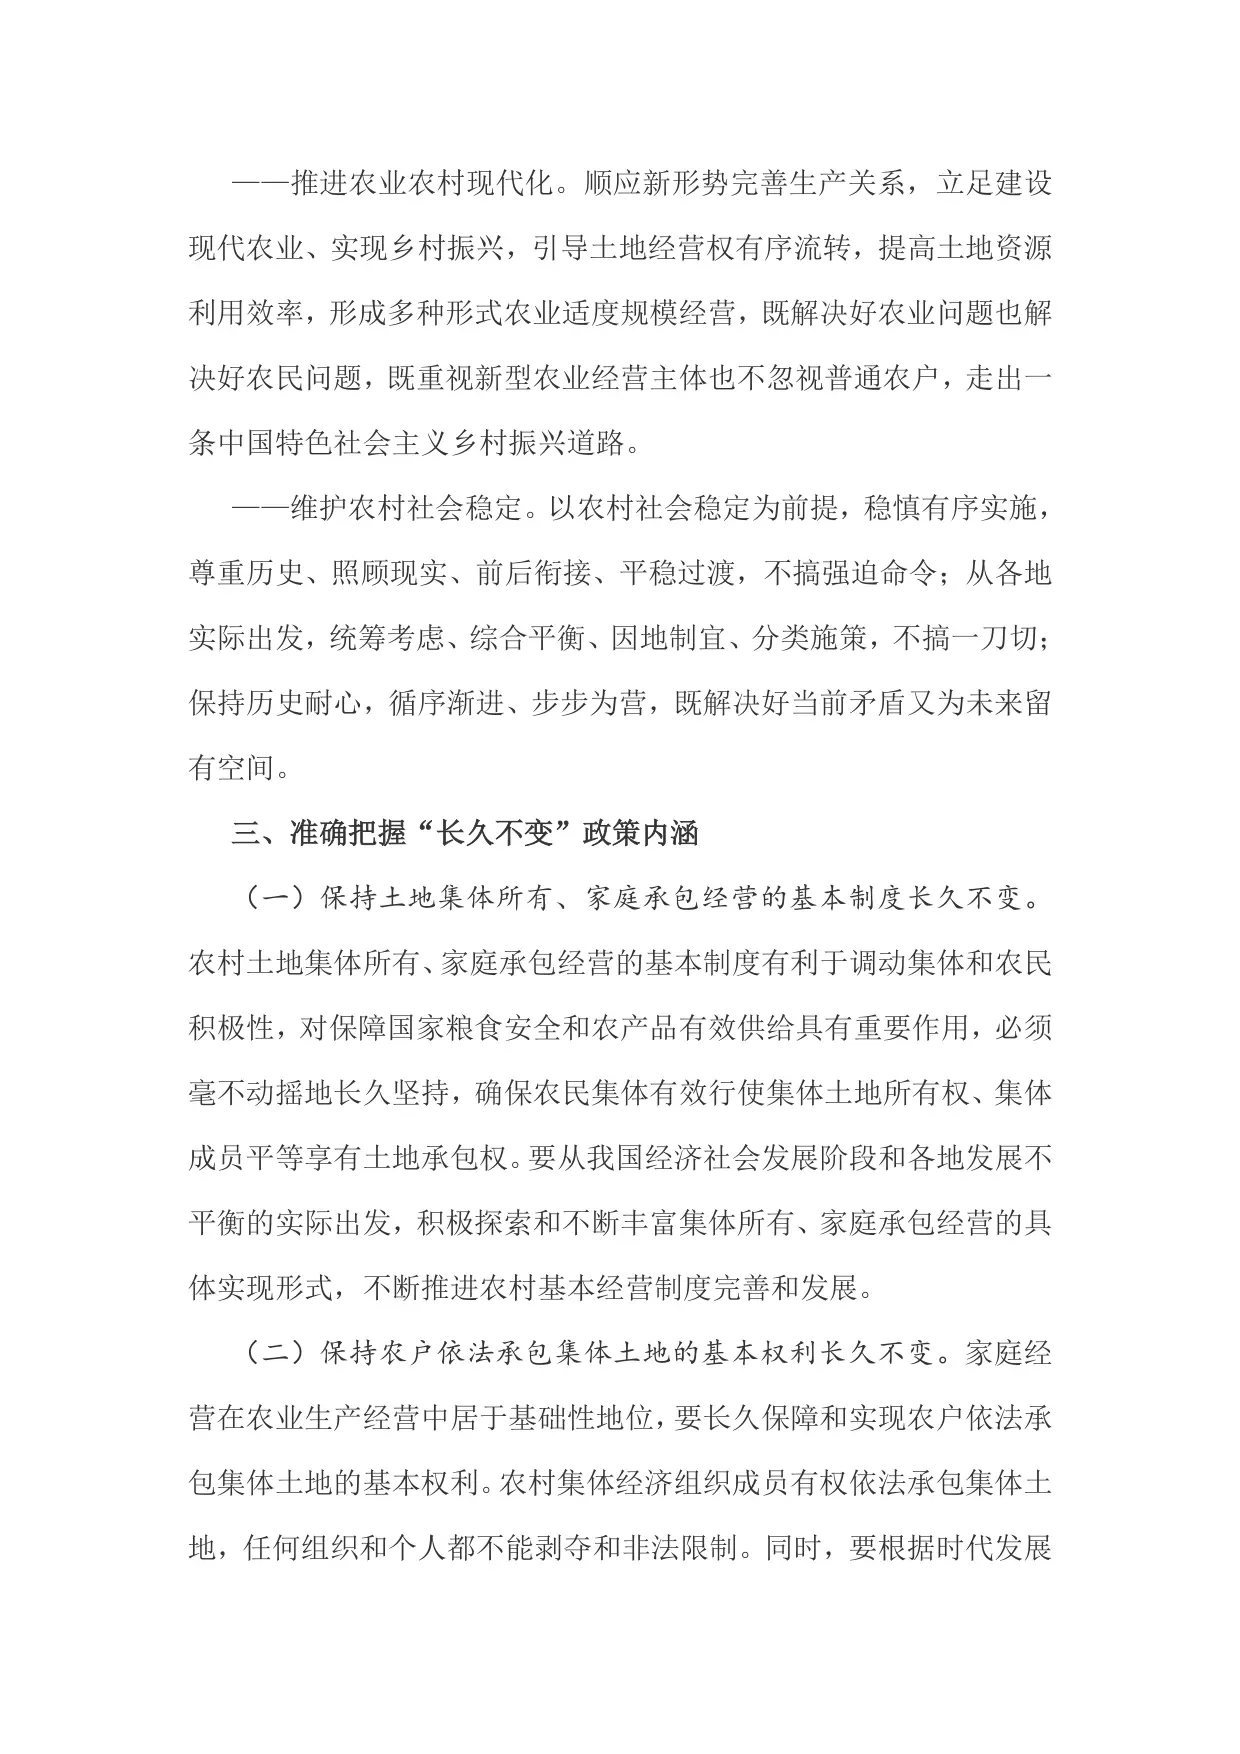 ——推进农业农村现代化。顺应新形势完善生产关系，立足建设
现代农业、实现乡村振兴，引导土地经营权有序流转，提高土地资源
利用效率，形成多种形式农业适度规模经营，既解决好农业问题也解
决好农民问题，既重视新型农业经营主体也不忽视普通农户，走出一
条中国特色社会主义乡村振兴道路。
——维护农村社会稳定。以农村社会稳定为前提，稳慎有序实施，
尊重历史、照顾现实、前后衔接、平稳过渡，不搞强迫命令；从各地
实际出发，统筹考虑、综合平衡、因地制宜、分类施策，不搞一刀切；
保持历史耐心，循序渐进、步步为营，既解决好当前矛盾又为未来留
有空间。
三、准确把握“长久不变”政策内涵
（一）保持土地集体所有、家庭承包经营的基本制度长久不变。
农村土地集体所有、家庭承包经营的基本制度有利于调动集体和农民
积极性，对保障国家粮食安全和农产品有效供给具有重要作用，必须
毫不动摇地长久坚持，确保农民集体有效行使集体土地所有权、集体
成员平等享有土地承包权。要从我国经济社会发展阶段和各地发展不
平衡的实际出发，积极探索和不断丰富集体所有、家庭承包经营的具
体实现形式，不断推进农村基本经营制度完善和发展。
（二）保持农户依法承包集体土地的基本权利长久不变。家庭经
营在农业生产经营中居于基础性地位，要长久保障和实现农户依法承
包集体土地的基本权利。农村集体经济组织成员有权依法承包集体土
地，任何组织和个人都不能剥夺和非法限制。同时，要根据时代发展